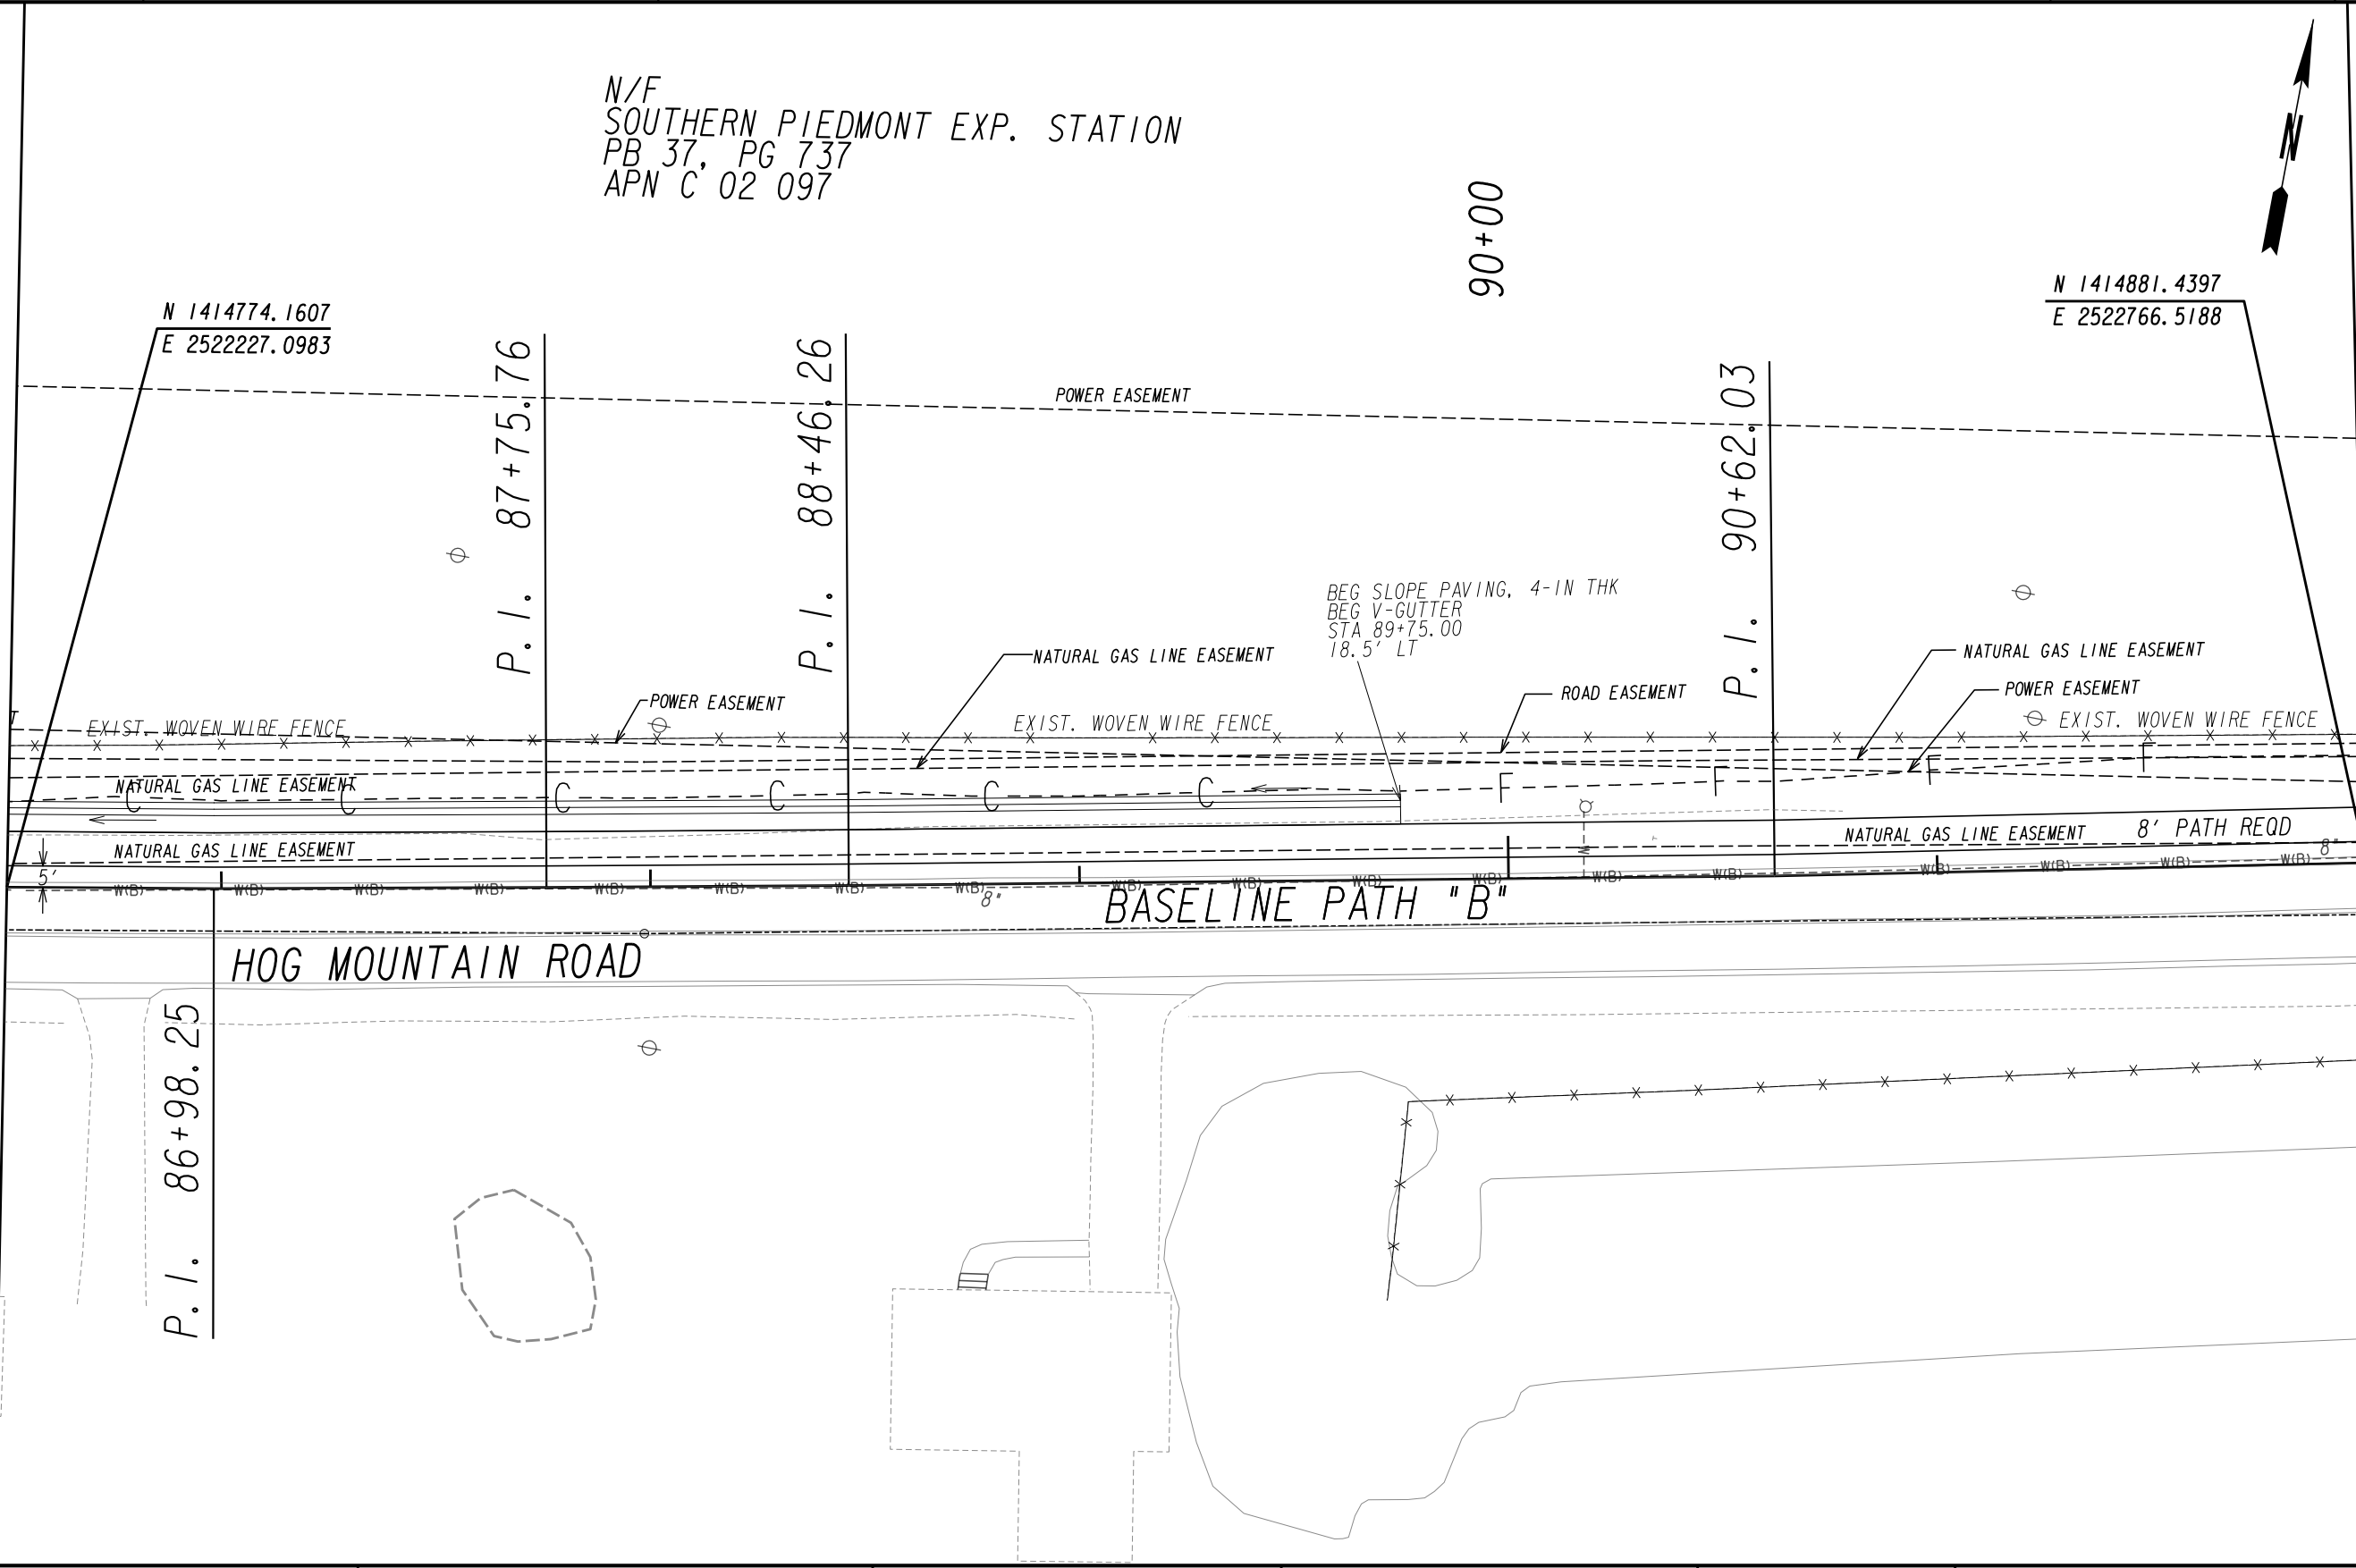 N/F
SOUTHERN PIEDMONT EXP. STATION
PB 37, PG 737
APN C 02 097
N
90+00
N 1414774.1607
E 2522227.0983
N 1414881.4397
E 2522766.5188
P.I. 87+75.76
P.I. 88+46.26
P.I. 90+62.03
POWER EASEMENT
BEG SLOPE PAVING, 4-IN THK
BEG V-GUTTER
STA 89+75.00
18.5' LT
NATURAL GAS LINE EASEMENT
NATURAL GAS LINE EASEMENT
POWER EASEMENT
ROAD EASEMENT
POWER EASEMENT
T
EXIST. WOVEN WIRE FENCE
EXIST. WOVEN WIRE FENCE
EXIST. WOVEN WIRE FENCE
NATURAL GAS LINE EASEMENT
C C C C C C F F F F
NATURAL GAS LINE EASEMENT
NATURAL GAS LINE EASEMENT
8' PATH REQD
8"
5'
W(B) W(B) W(B) W(B) W(B) W(B) W(B) W(B) W(B) W(B) W(B) W(B) W(B) W(B) W(B) W(B) W(B) W(B)
8"
BASELINE PATH "B"
HOG MOUNTAIN ROAD
P.I. 86+98.25